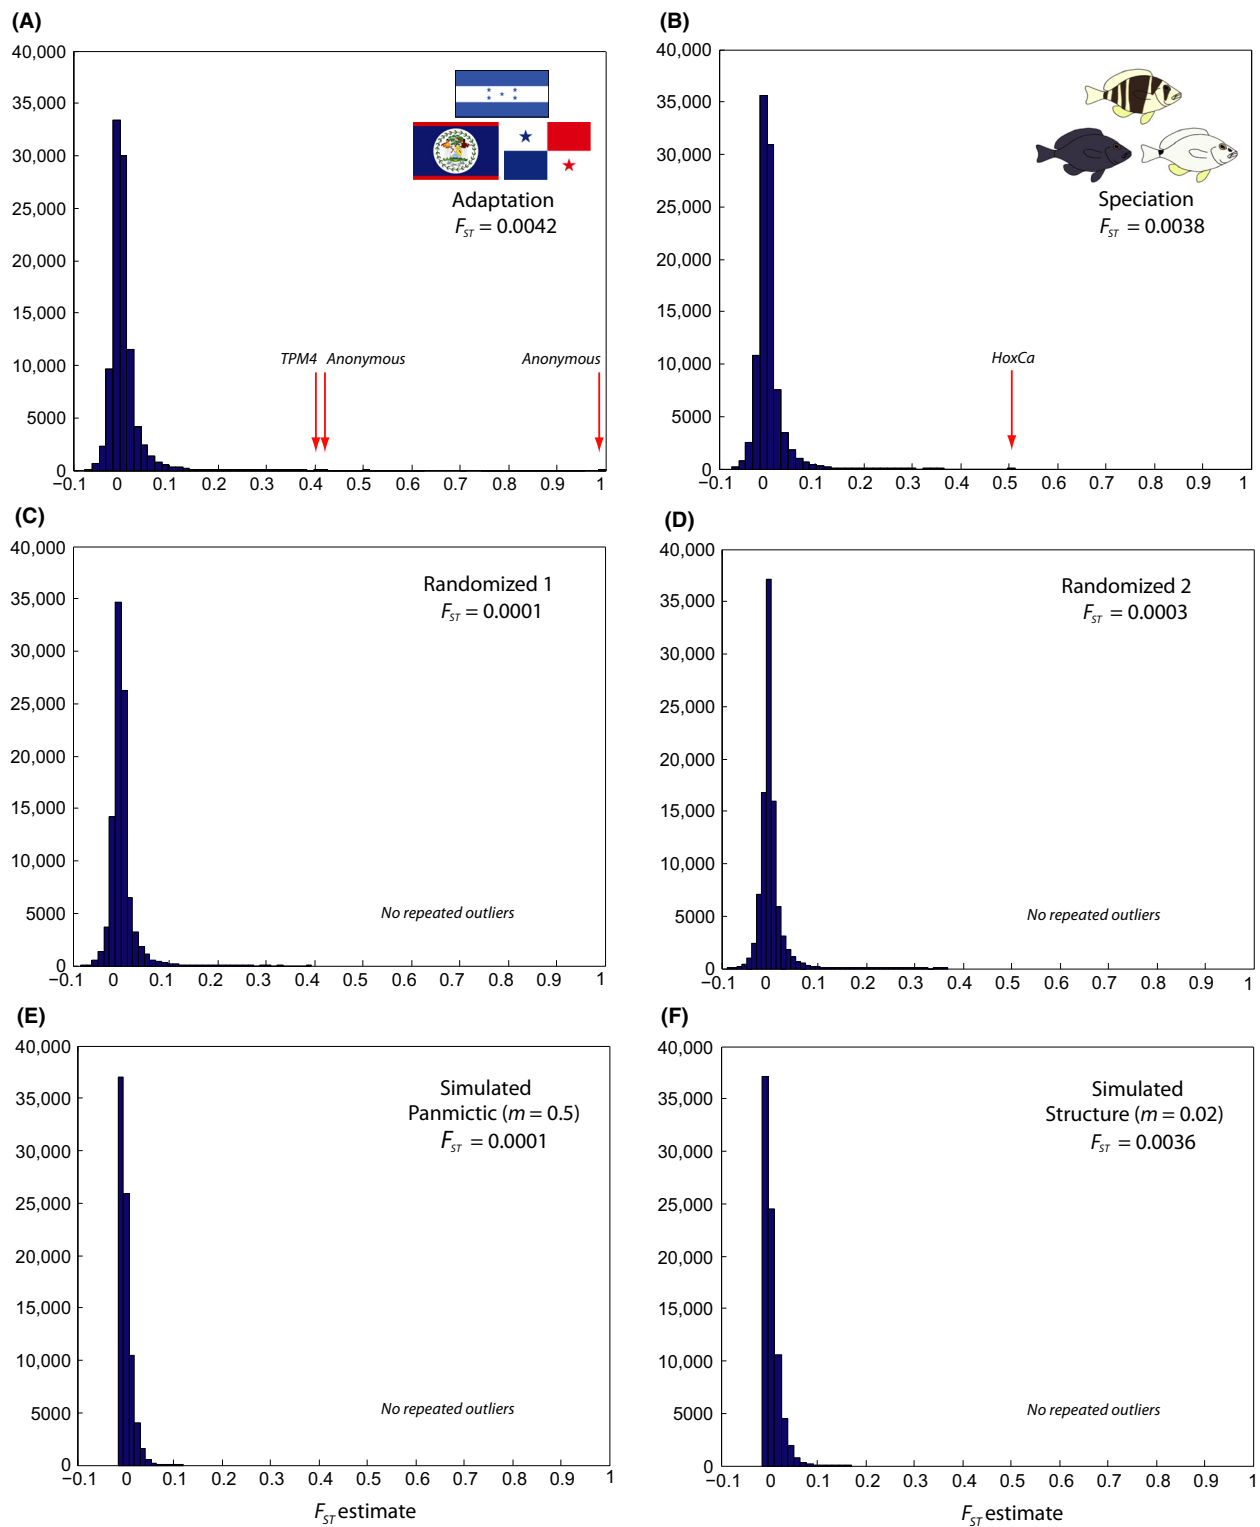 (A)
40,000
35,000
30,000
25,000
20,000
15,000
10,000
5000
0
−0.1 0 0.1 0.2 0.3 0.4 0.5 0.6 0.7 0.8 0.9 1
Adaptation
FST = 0.0042
TPM4 Anonymous Anonymous
(B)
40,000
35,000
30,000
25,000
20,000
15,000
10,000
5000
0
−0.1 0 0.1 0.2 0.3 0.4 0.5 0.6 0.7 0.8 0.9 1
Speciation
FST = 0.0038
HoxCa
(C)
40,000
35,000
30,000
25,000
20,000
15,000
10,000
5000
0
−0.1 0 0.1 0.2 0.3 0.4 0.5 0.6 0.7 0.8 0.9 1
Randomized 1
FST = 0.0001
No repeated outliers
(D)
40,000
35,000
30,000
25,000
20,000
15,000
10,000
5000
0
−0.1 0 0.1 0.2 0.3 0.4 0.5 0.6 0.7 0.8 0.9 1
Randomized 2
FST = 0.0003
No repeated outliers
(E)
40,000
35,000
30,000
25,000
20,000
15,000
10,000
5000
0
−0.1 0 0.1 0.2 0.3 0.4 0.5 0.6 0.7 0.8 0.9 1
Simulated
Panmictic (m = 0.5)
FST = 0.0001
No repeated outliers
FST estimate
(F)
40,000
35,000
30,000
25,000
20,000
15,000
10,000
5000
0
−0.1 0 0.1 0.2 0.3 0.4 0.5 0.6 0.7 0.8 0.9 1
Simulated
Structure (m = 0.02)
FST = 0.0036
No repeated outliers
FST estimate